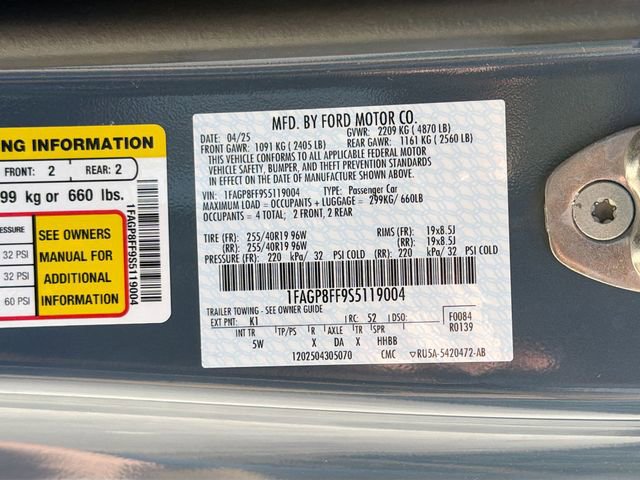 NG INFORMATION
FRONT: 2 REAR: 2
99 kg or 660 lbs.
PRESSURE
32 PSI
32 PSI
60 PSI
SEE OWNERS
MANUAL FOR
ADDITIONAL
INFORMATION
1FAGP8FF9S5119004
MFD. BY FORD MOTOR CO.
04/25 GVWR: 2209 KG ( 4870 LB)
FRONT GAWR: 1091 KG ( 2405 LB) REAR GAWR: 1161 KG ( 2560 LB)
THIS VEHICLE CONFORMS TO ALL APPLICABLE FEDERAL MOTOR
VEHICLE SAFETY, BUMPER, AND THEFT PREVENTION STANDARDS
IN EFFECT ON THE DATE OF MANUFACTURE SHOWN ABOVE.
VIN: 1FAGP8FF9S5119004 TYPE: Passenger Car
MAXIMUM LOAD = OCCUPANTS + LUGGAGE = 299KG/ 660LB
OCCUPANTS = 4 TOTAL; 2 FRONT, 2 REAR
TIRE (FF): 255/40R19 96W RIMS (FF): 19x8.5J
(RR): 255/40R19 96W (RR): 19x8.5J
PRESSURE (FF): 220 kPa/ 32 PSI COLD (RR): 220 kPa/ 32 PSI COLD
1FAGP8FF9S5119004
TRAILER TOWING - SEE OWNER GUIDE
EXT PNT: K1 RC: 52 DSO: F0084
INT TR TP/PS R AXLE TR SPR R0139
5W X DA X HHBB
1202504305070 CMC ▽RU5A-5420472-AB